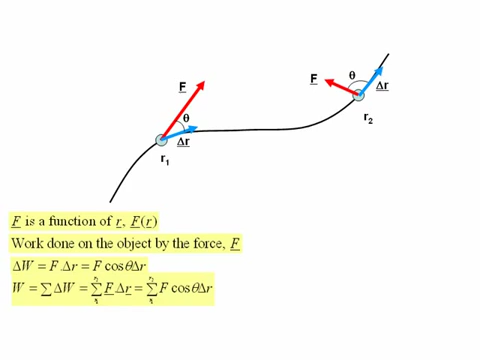 F
θ
Δr
r1
F
θ
Δr
r2
F is a function of r, F(r)
Work done on the object by the force, F
ΔW = F.Δr = F cosθΔr
W = ∑ΔW = ∑F.Δr = ∑F cosθΔr